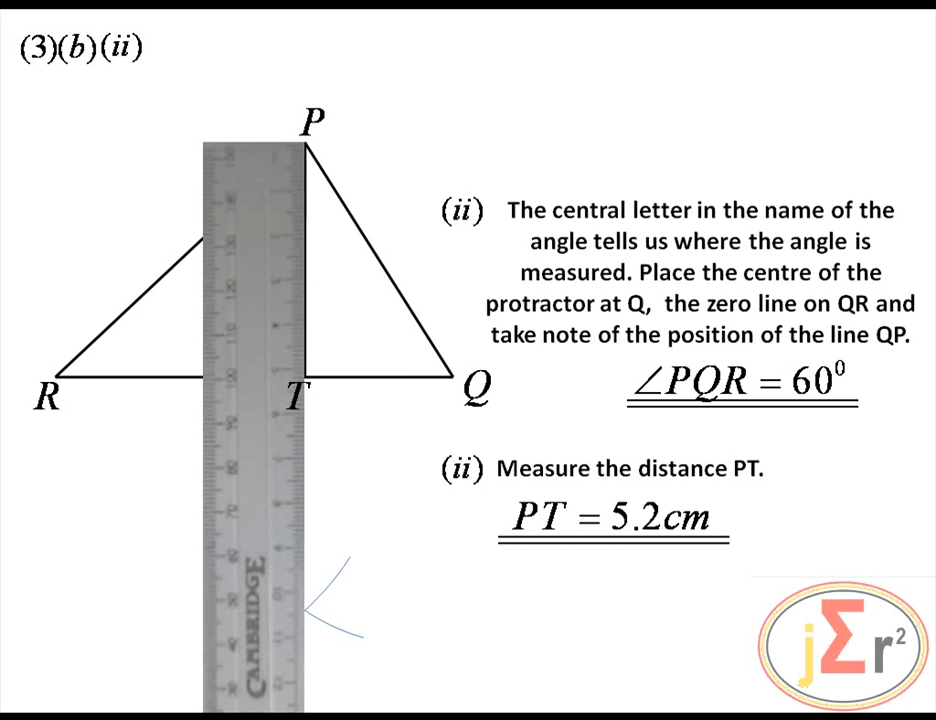 (3)(b)(ii)
P
(ii) The central letter in the name of the
angle tells us where the angle is
measured. Place the centre of the
protractor at Q, the zero line on QR and
take note of the position of the line QP.
R
T
Q
∠PQR = 60⁰
(ii) Measure the distance PT.
PT = 5.2cm
CAMBRIDGE
jΣr²